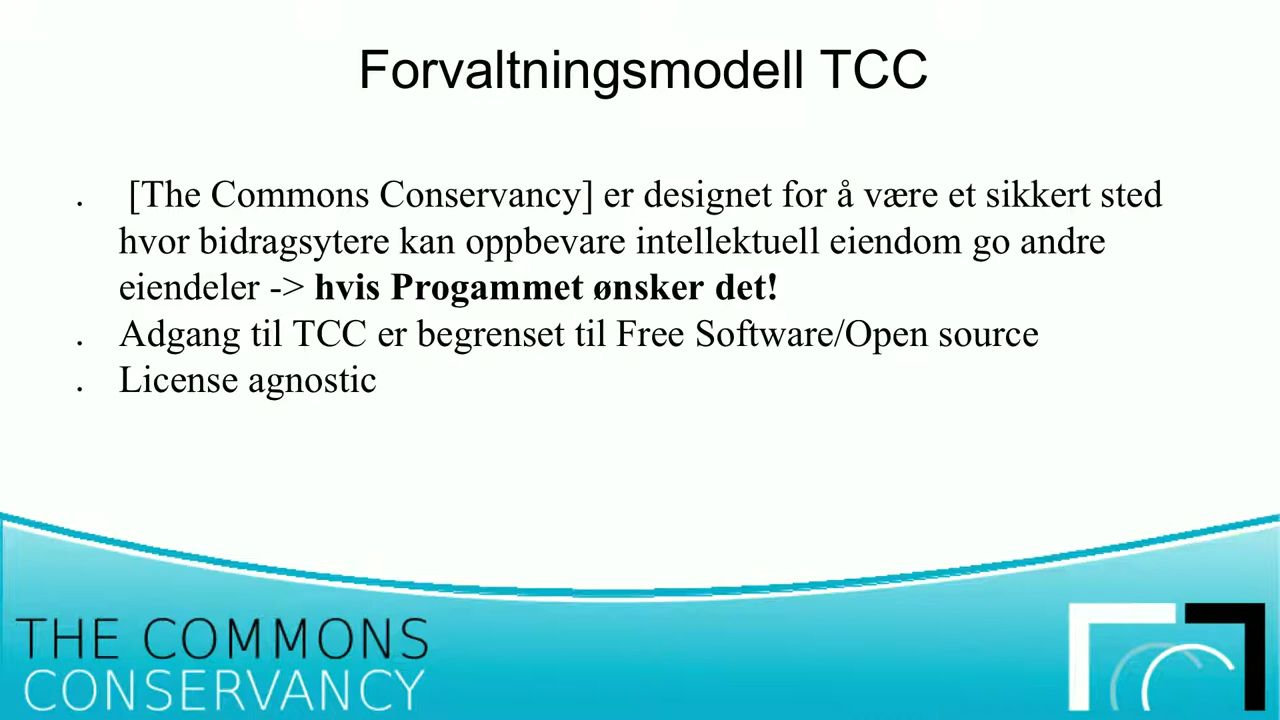 Forvaltningsmodell TCC
. [The Commons Conservancy] er designet for å være et sikkert sted
hvor bidragsytere kan oppbevare intellektuell eiendom go andre
eiendeler -> hvis Progammet ønsker det!
. Adgang til TCC er begrenset til Free Software/Open source
. License agnostic
THE COMMONS
CONSERVANCY